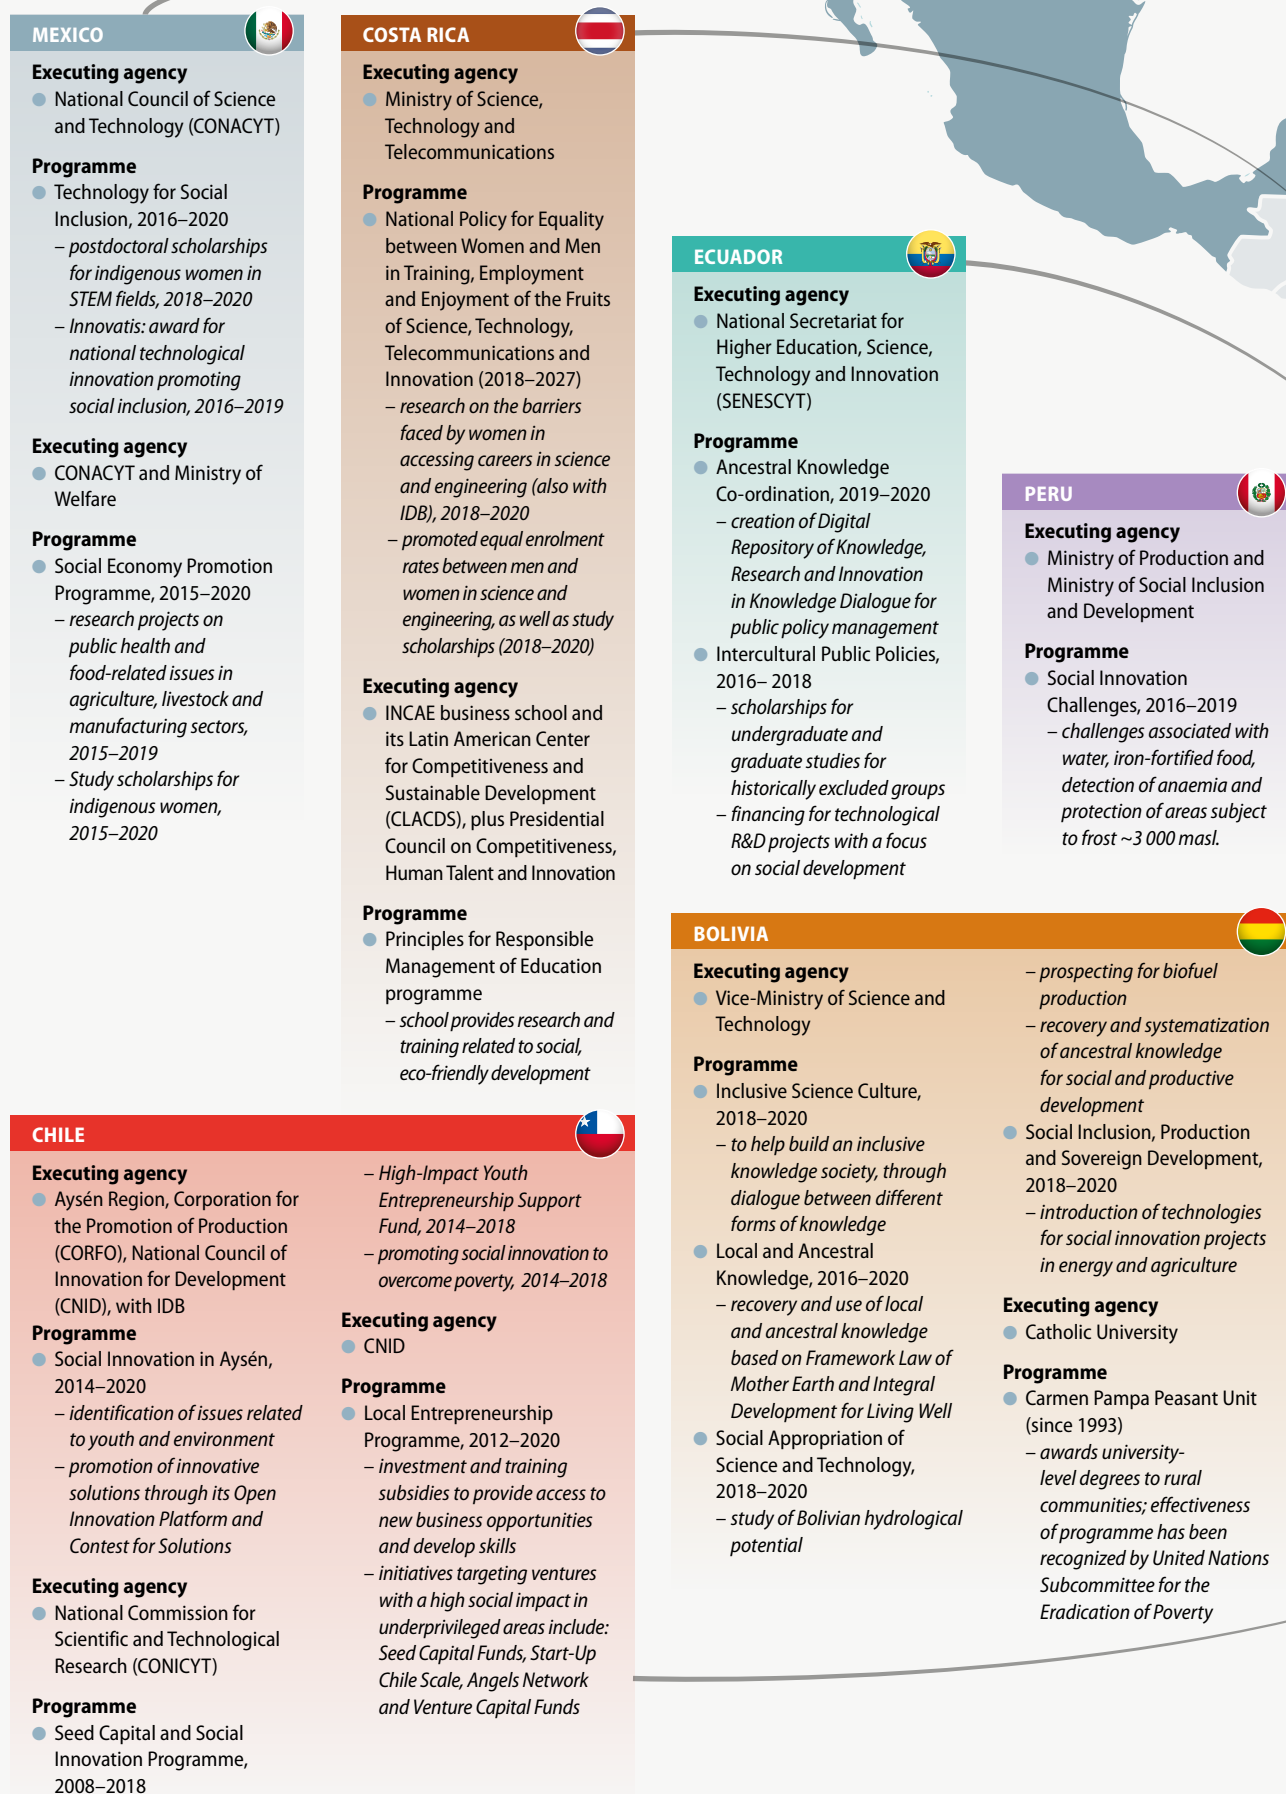 MEXICO
Executing agency
National Council of Science
and Technology (CONACYT)
Programme
Technology for Social
Inclusion, 2016–2020
– postdoctoral scholarships
for indigenous women in
STEM fields, 2018–2020
– Innovatis: award for
national technological
innovation promoting
social inclusion, 2016–2019
Executing agency
CONACYT and Ministry of
Welfare
Programme
Social Economy Promotion
Programme, 2015–2020
– research projects on
public health and
food-related issues in
agriculture, livestock and
manufacturing sectors,
2015–2019
– Study scholarships for
indigenous women,
2015–2020
COSTA RICA
Executing agency
Ministry of Science,
Technology and
Telecommunications
Programme
National Policy for Equality
between Women and Men
in Training, Employment
and Enjoyment of the Fruits
of Science, Technology,
Telecommunications and
Innovation (2018–2027)
– research on the barriers
faced by women in
accessing careers in science
and engineering (also with
IDB), 2018–2020
– promoted equal enrolment
rates between men and
women in science and
engineering, as well as study
scholarships (2018–2020)
Executing agency
INCAE business school and
its Latin American Center
for Competitiveness and
Sustainable Development
(CLACDS), plus Presidential
Council on Competitiveness,
Human Talent and Innovation
Programme
Principles for Responsible
Management of Education
programme
– school provides research and
training related to social,
eco-friendly development
ECUADOR
Executing agency
National Secretariat for
Higher Education, Science,
Technology and Innovation
(SENESCYT)
Programme
Ancestral Knowledge
Co-ordination, 2019–2020
– creation of Digital
Repository of Knowledge,
Research and Innovation
in Knowledge Dialogue for
public policy management
Intercultural Public Policies,
2016– 2018
– scholarships for
undergraduate and
graduate studies for
historically excluded groups
– financing for technological
R&D projects with a focus
on social development
PERU
Executing agency
Ministry of Production and
Ministry of Social Inclusion
and Development
Programme
Social Innovation
Challenges, 2016–2019
– challenges associated with
water, iron-fortified food,
detection of anaemia and
protection of areas subject
to frost ~3 000 masl.
BOLIVIA
Executing agency
Vice-Ministry of Science and
Technology
Programme
Inclusive Science Culture,
2018–2020
– to help build an inclusive
knowledge society, through
dialogue between different
forms of knowledge
Local and Ancestral
Knowledge, 2016–2020
– recovery and use of local
and ancestral knowledge
based on Framework Law of
Mother Earth and Integral
Development for Living Well
Social Appropriation of
Science and Technology,
2018–2020
– study of Bolivian hydrological
potential
– prospecting for biofuel
production
– recovery and systematization
of ancestral knowledge
for social and productive
development
Social Inclusion, Production
and Sovereign Development,
2018–2020
– introduction of technologies
for social innovation projects
in energy and agriculture
Executing agency
Catholic University
Programme
Carmen Pampa Peasant Unit
(since 1993)
– awards university-
level degrees to rural
communities; effectiveness
of programme has been
recognized by United Nations
Subcommittee for the
Eradication of Poverty
CHILE
Executing agency
Aysén Region, Corporation for
the Promotion of Production
(CORFO), National Council of
Innovation for Development
(CNID), with IDB
Programme
Social Innovation in Aysén,
2014–2020
– identification of issues related
to youth and environment
– promotion of innovative
solutions through its Open
Innovation Platform and
Contest for Solutions
Executing agency
National Commission for
Scientific and Technological
Research (CONICYT)
Programme
Seed Capital and Social
Innovation Programme,
2008–2018
– High-Impact Youth
Entrepreneurship Support
Fund, 2014–2018
– promoting social innovation to
overcome poverty, 2014–2018
Executing agency
CNID
Programme
Local Entrepreneurship
Programme, 2012–2020
– investment and training
subsidies to provide access to
new business opportunities
and develop skills
– initiatives targeting ventures
with a high social impact in
underprivileged areas include:
Seed Capital Funds, Start-Up
Chile Scale, Angels Network
and Venture Capital Funds